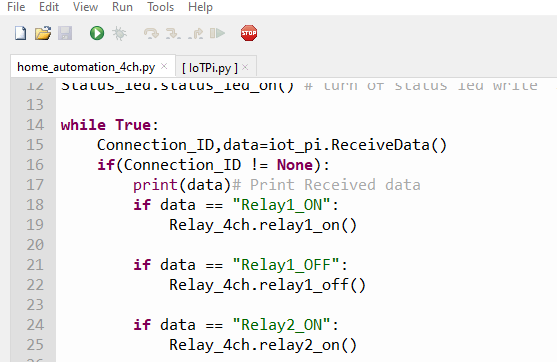 File Edit View Run Tools Help
STOP
home_automation_4ch.py × [ IoTPi.py ] ×
12 Status_led.status_led_on() # turn of status led write
13
14 while True:
15     Connection_ID,data=iot_pi.ReceiveData()
16     if(Connection_ID != None):
17         print(data)# Print Received data
18         if data == "Relay1_ON":
19             Relay_4ch.relay1_on()
20
21         if data == "Relay1_OFF":
22             Relay_4ch.relay1_off()
23
24         if data == "Relay2_ON":
25             Relay_4ch.relay2_on()
26